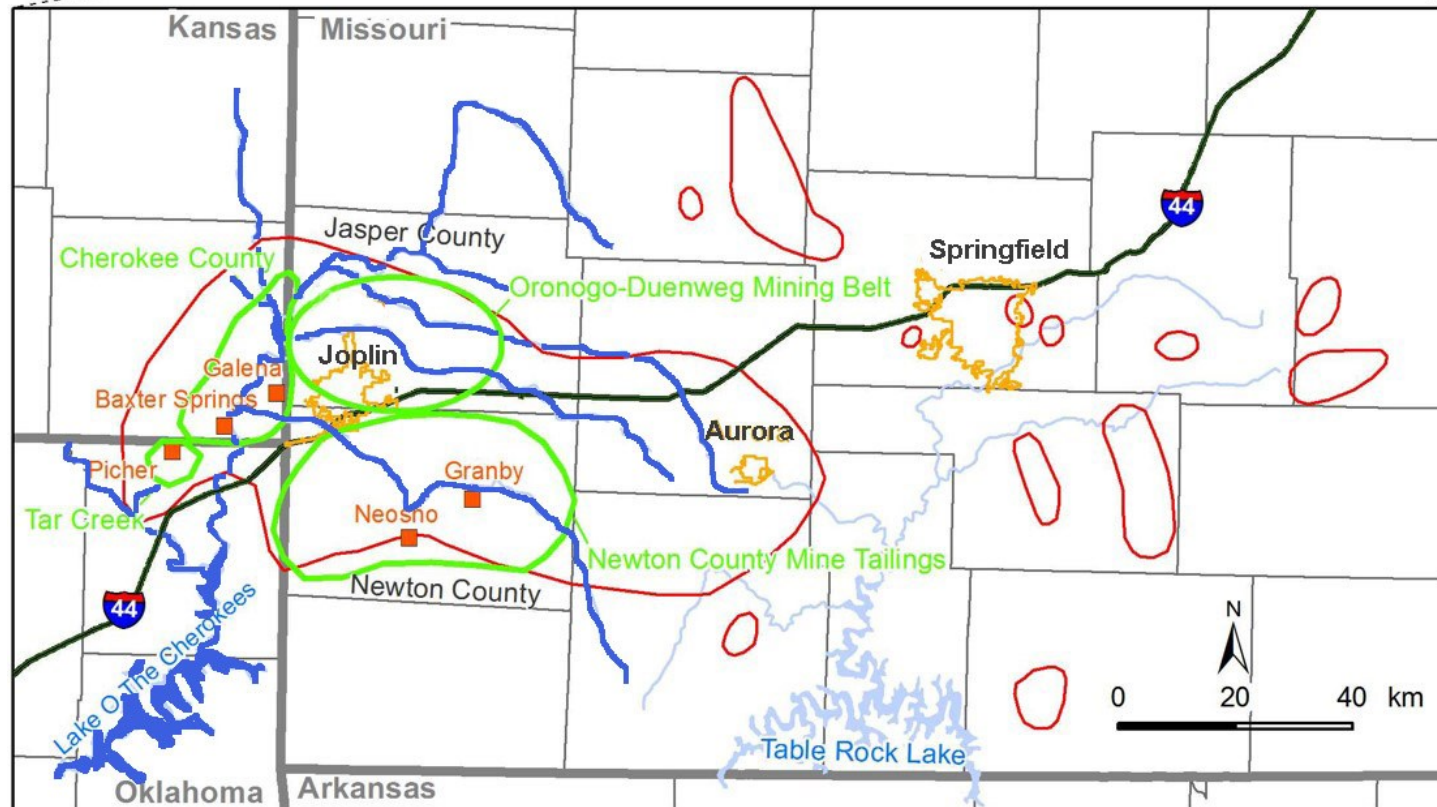 Kansas Missouri
Jasper County
Cherokee County
Springfield
44
Oronogo-Duenweg Mining Belt
Joplin
Galena
Baxter Springs
Aurora
Picher
Granby
Neosho
Tar Creek
Newton County Mine Tailings
Newton County
44
Lake O The Cherokees
N
0 20 40 km
Table Rock Lake
Oklahoma Arkansas